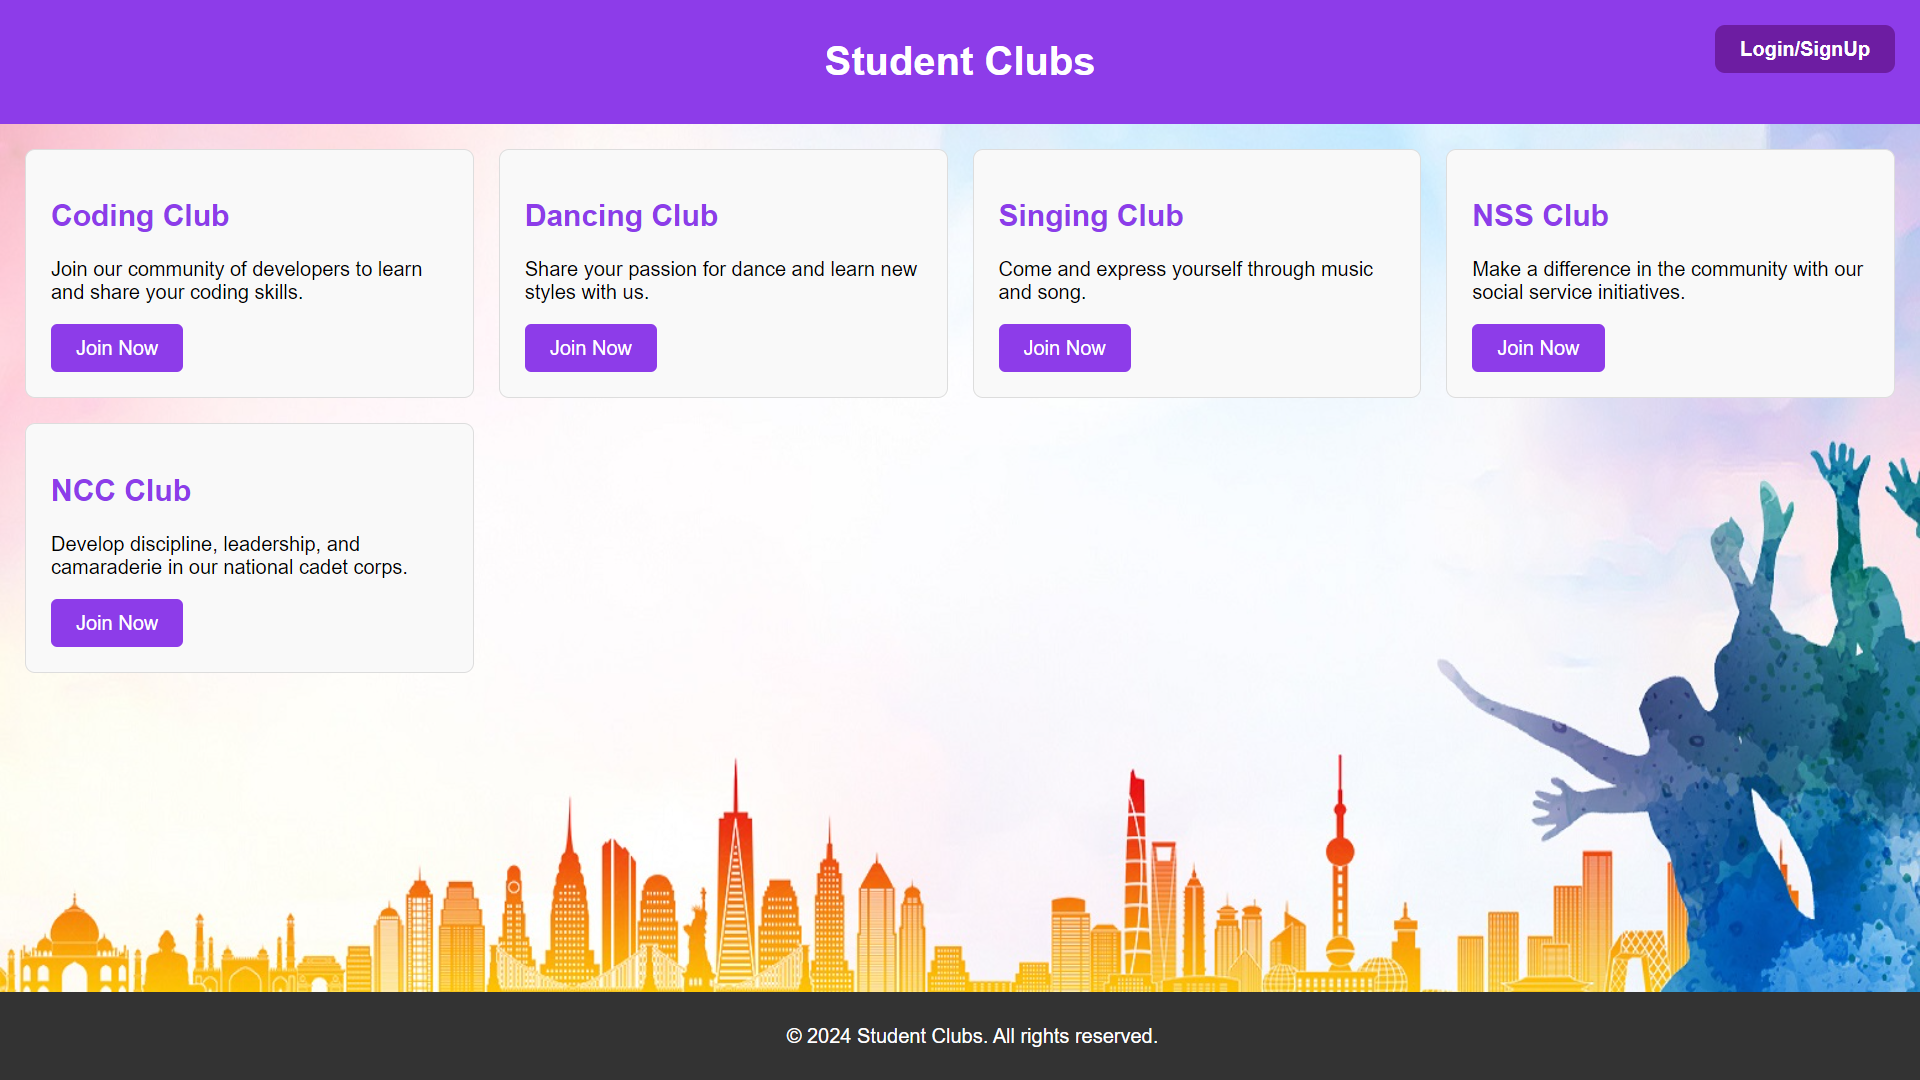 Student Clubs
Login/SignUp
Coding Club
Join our community of developers to learn
and share your coding skills.
Join Now
Dancing Club
Share your passion for dance and learn new
styles with us.
Join Now
Singing Club
Come and express yourself through music
and song.
Join Now
NSS Club
Make a difference in the community with our
social service initiatives.
Join Now
NCC Club
Develop discipline, leadership, and
camaraderie in our national cadet corps.
Join Now
© 2024 Student Clubs. All rights reserved.